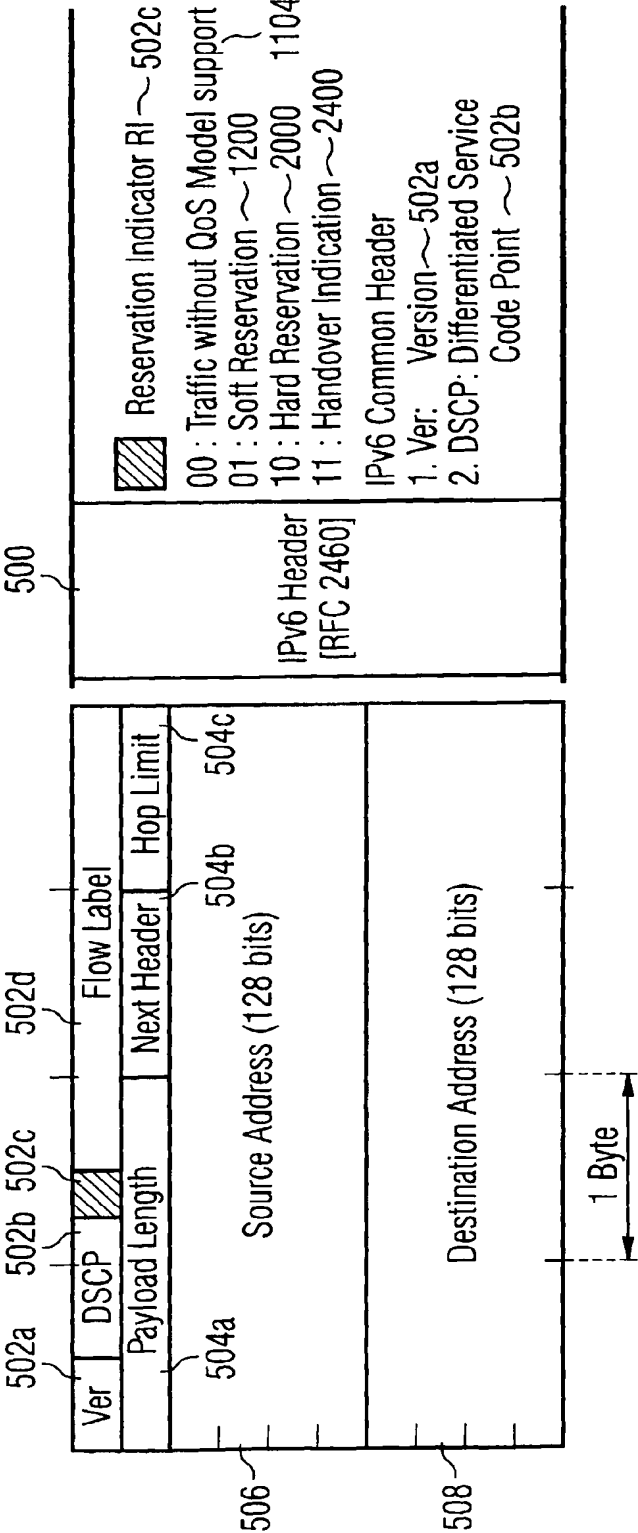 500
502a 502b 502c 502d
Ver DSCP Flow Label
Payload Length Next Header Hop Limit
504a 504b 504c
506 Source Address (128 bits)
508 Destination Address (128 bits)
1 Byte
IPv6 Header
[RFC 2460]
Reservation Indicator RI ~ 502c
00 : Traffic without QoS Model support
01 : Soft Reservation ~ 1200
10 : Hard Reservation ~ 2000 1104
11 : Handover Indication ~ 2400
IPv6 Common Header
1. Ver: Version ~ 502a
2. DSCP: Differentiated Service
Code Point ~ 502b